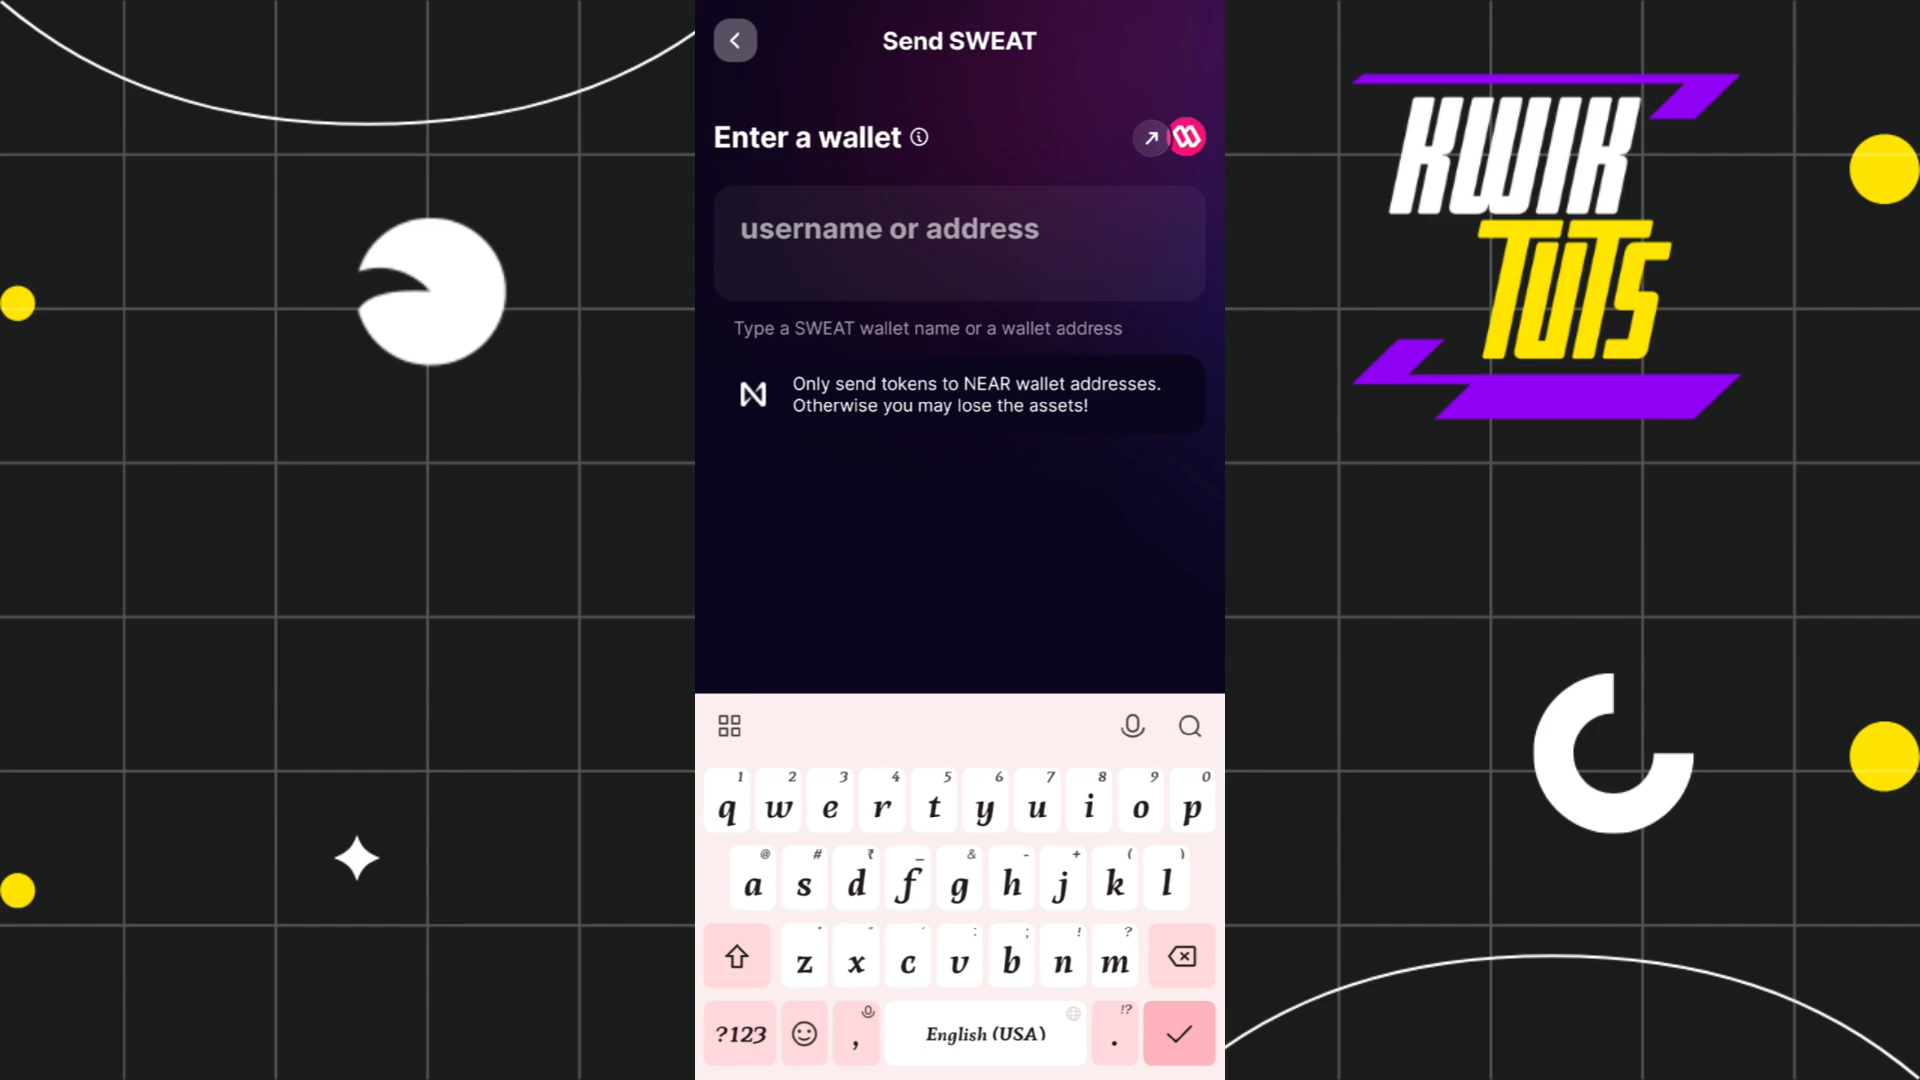 Send SWEAT
Enter a wallet
username or address
Type a SWEAT wallet name or a wallet address
Only send tokens to NEAR wallet addresses.
Otherwise you may lose the assets!
KWIK
TUTS
1 2 3 4 5 6 7 8 9 0
q w e r t y u i o p
@ # ₹ _ & - + ( )
a s d f g h j k l
: ; ! ?
z x c v b n m
!?
?123 , English (USA) .